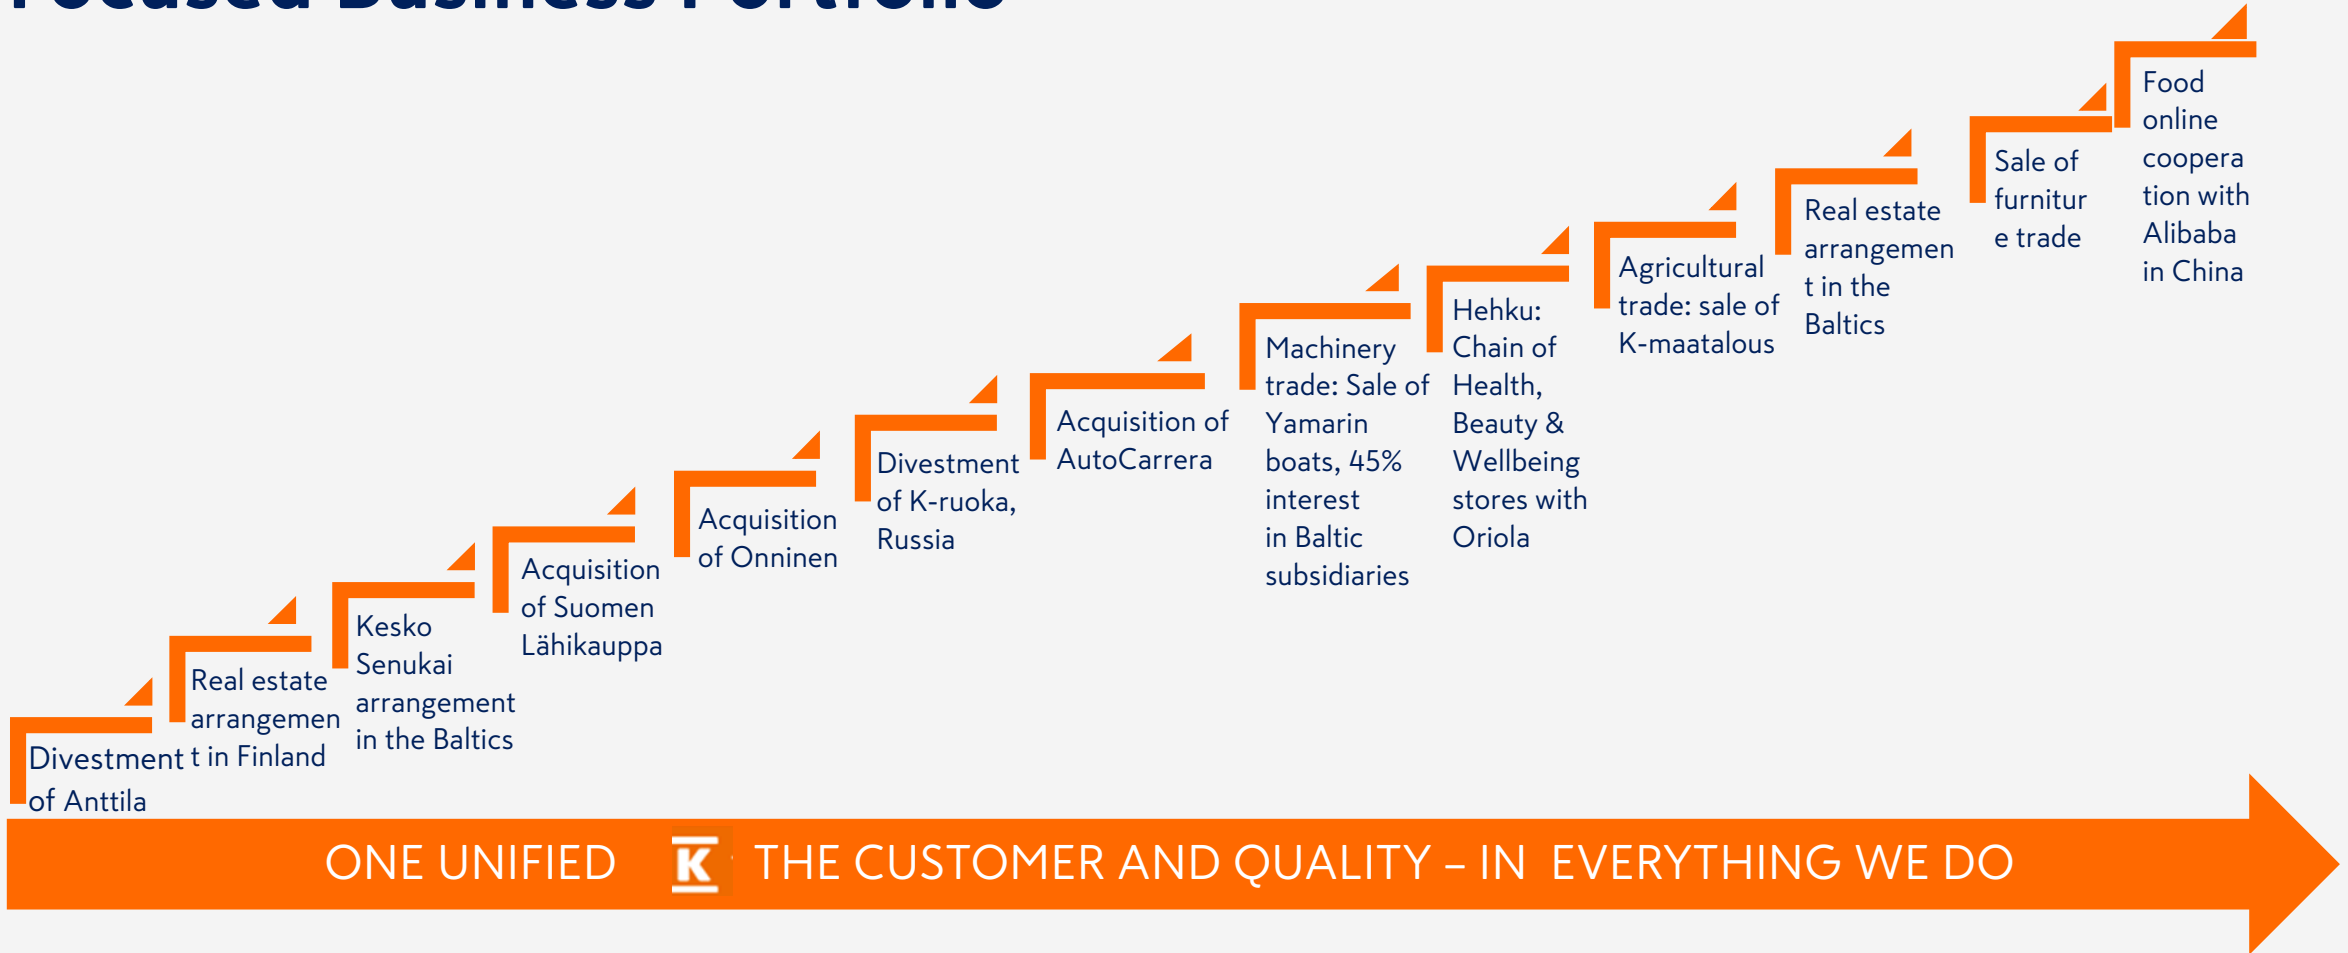 Focused Business Portfolio
Divestment
of Anttila
Real estate
arrangemen
t in Finland
Kesko
Senukai
arrangement
in the Baltics
Acquisition
of Suomen
Lähikauppa
Acquisition
of Onninen
Divestment
of K-ruoka,
Russia
Acquisition of
AutoCarrera
Machinery
trade: Sale of
Yamarin
boats, 45%
interest
in Baltic
subsidiaries
Hehku:
Chain of
Health,
Beauty &
Wellbeing
stores with
Oriola
Agricultural
trade: sale of
K-maatalous
Real estate
arrangemen
t in the
Baltics
Sale of
furnitur
e trade
Food
online
coopera
tion with
Alibaba
in China
ONE UNIFIED K THE CUSTOMER AND QUALITY – IN EVERYTHING WE DO